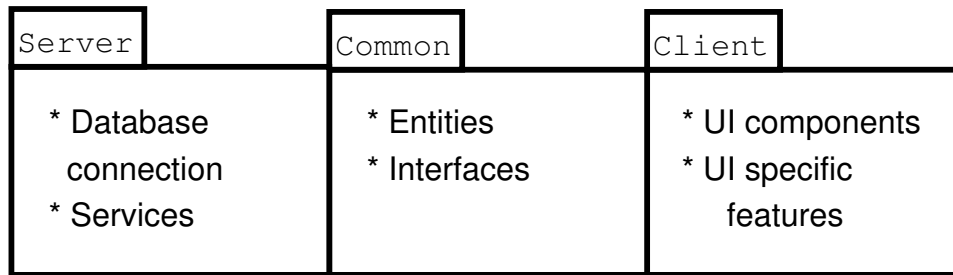 Server
* Database
connection
* Services
Common
* Entities
* Interfaces
Client
* UI components
* UI specific
features